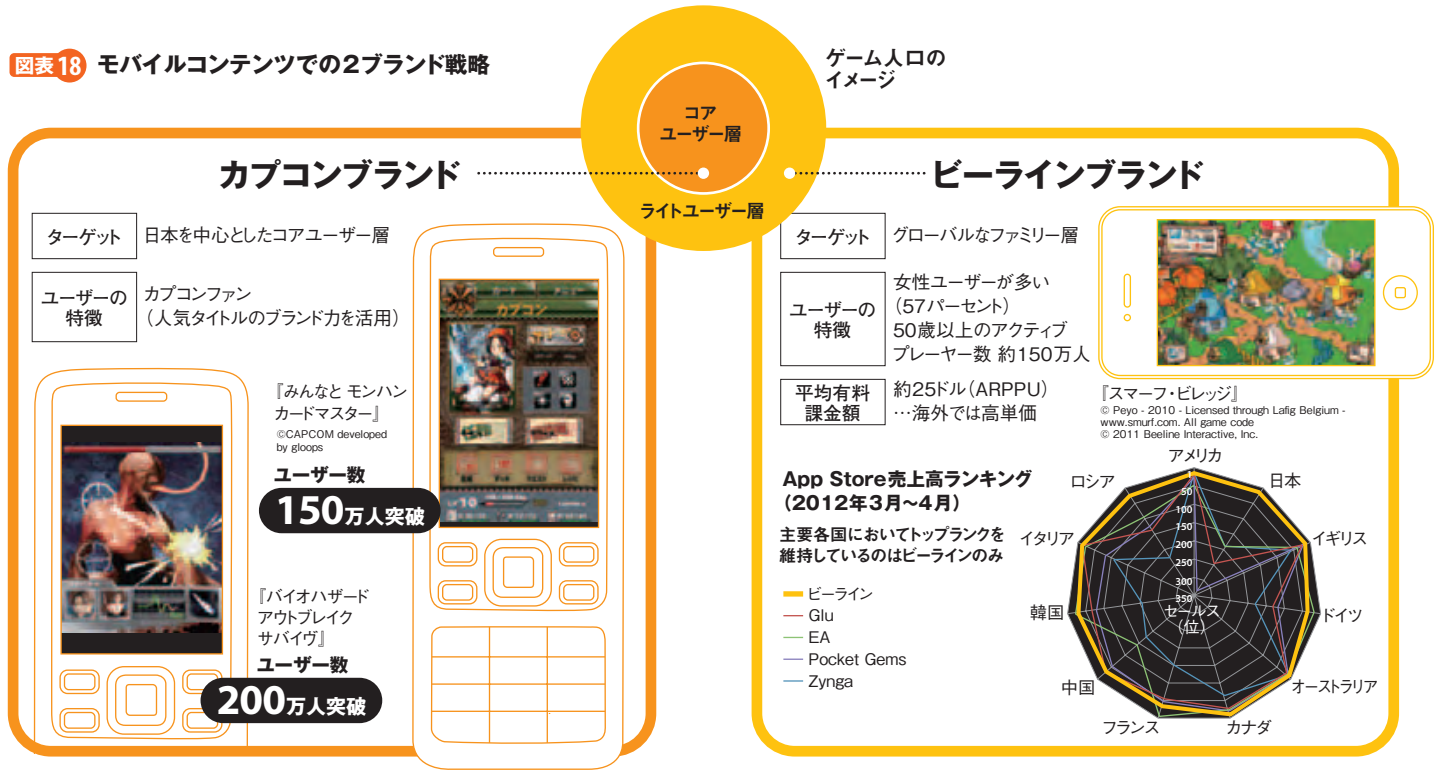 図表18 モバイルコンテンツでの2ブランド戦略
ゲーム人口の
イメージ
コア
ユーザー層
ライトユーザー層
カプコンブランド
ターゲット
日本を中心としたコアユーザー層
ユーザーの
特徴
カプコンファン
（人気タイトルのブランド力を活用）
『みんなと モンハン
カードマスター』
©CAPCOM developed
by gloops
ユーザー数
150万人突破
カプコン
『バイオハザード
アウトブレイク
サバイヴ』
ユーザー数
200万人突破
ビーラインブランド
ターゲット
グローバルなファミリー層
ユーザーの
特徴
女性ユーザーが多い
（57パーセント）
50歳以上のアクティブ
プレーヤー数 約150万人
平均有料
課金額
約25ドル（ARPPU）
…海外では高単価
『スマーフ・ビレッジ』
© Peyo - 2010 - Licensed through Lafig Belgium -
www.smurf.com. All game code
© 2011 Beeline Interactive, Inc.
App Store売上高ランキング
（2012年3月〜4月）
主要各国においてトップランクを
維持しているのはビーラインのみ
ビーライン
Glu
EA
Pocket Gems
Zynga
アメリカ
日本
イギリス
ドイツ
オーストラリア
カナダ
フランス
中国
韓国
イタリア
ロシア
50
100
150
200
250
300
350
セールス
（位）